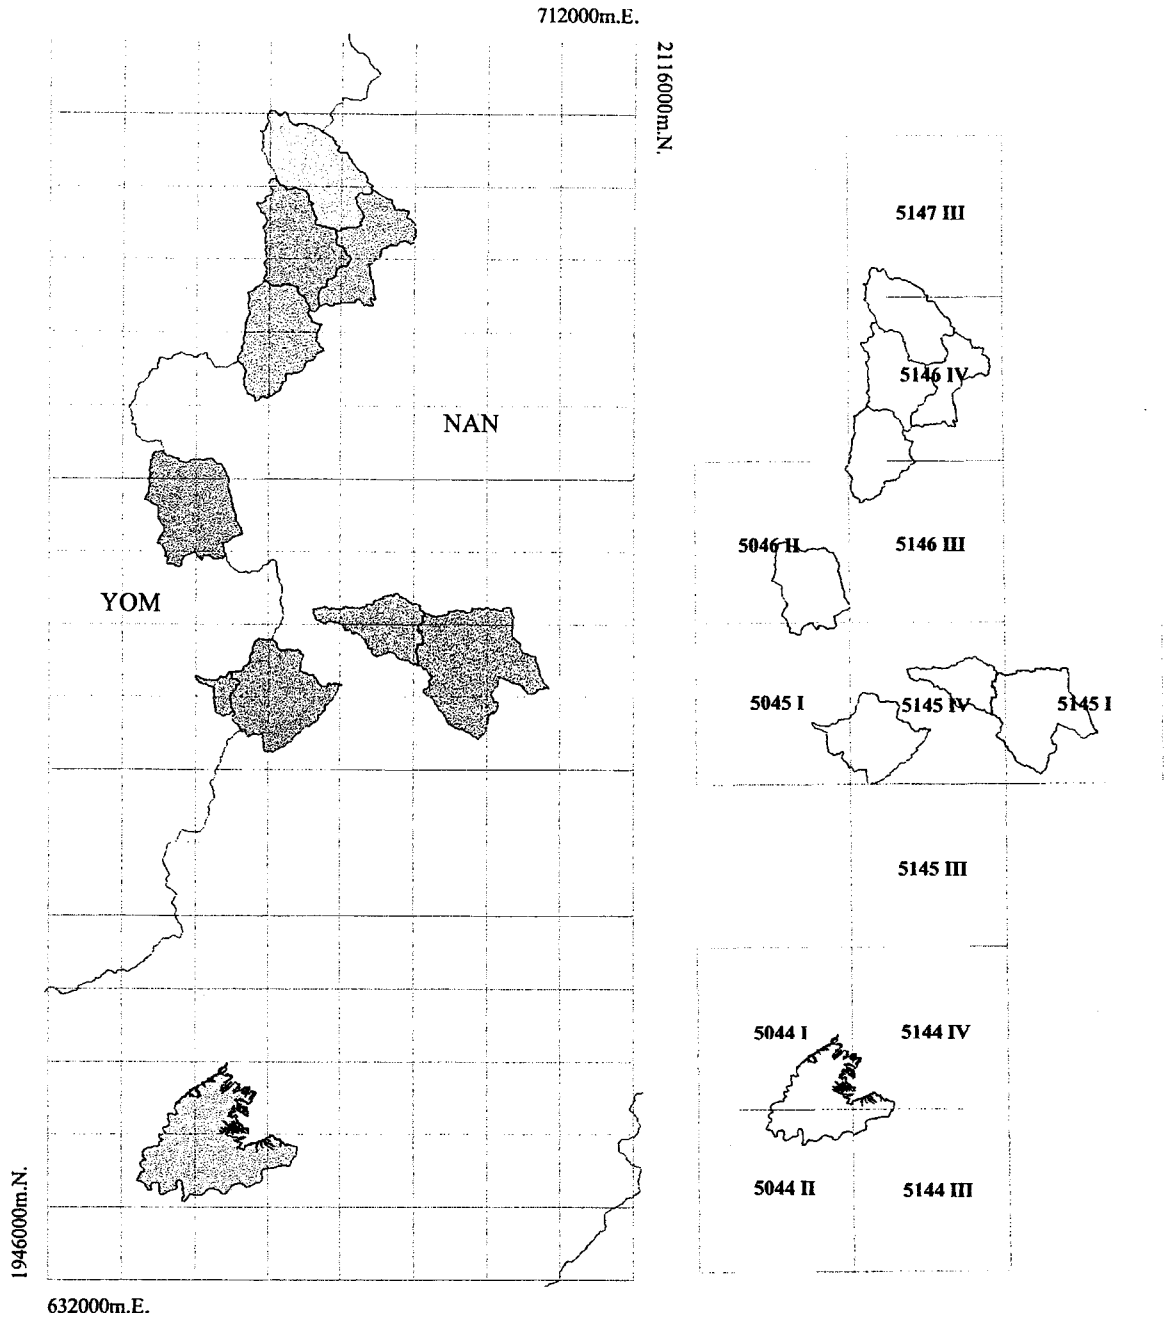 712000m.E.
2116000m.N.
NAN
YOM
1946000m.N.
632000m.E.
5147 III
5146 IV
5046 II
5146 III
5045 I
5145 IV
5145 I
5145 III
5044 I
5144 IV
5044 II
5144 III